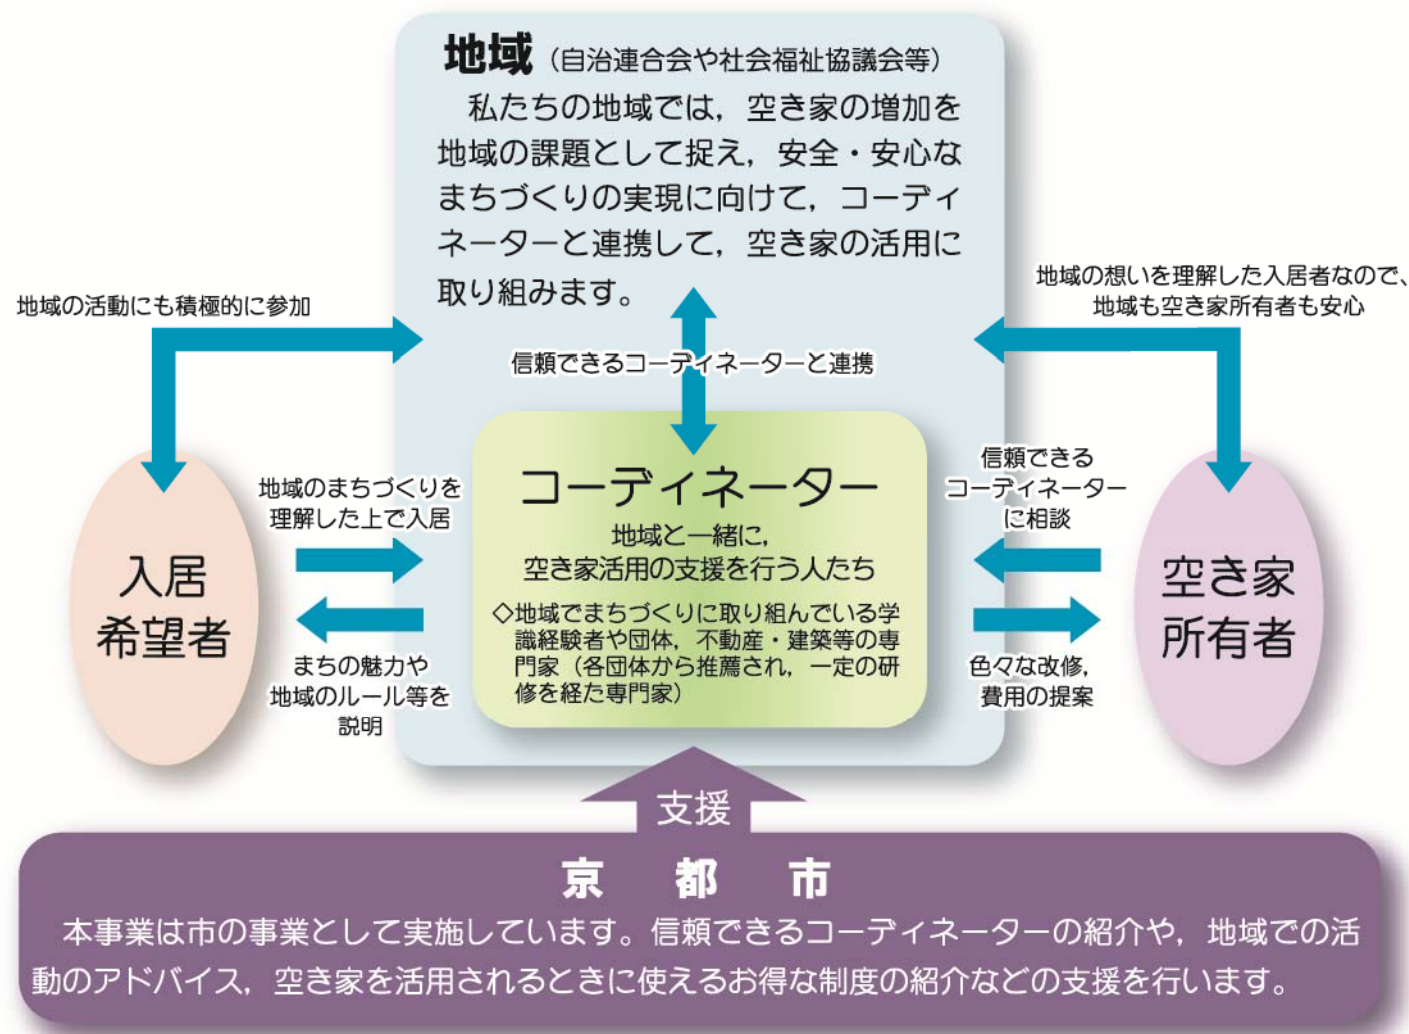 地域（自治連合会や社会福祉協議会等）
私たちの地域では，空き家の増加を
地域の課題として捉え，安全・安心な
まちづくりの実現に向けて，コーディ
ネーターと連携して，空き家の活用に
取り組みます。
地域の活動にも積極的に参加
地域の想いを理解した入居者なので、
地域も空き家所有者も安心
信頼できるコーディネーターと連携
入居
希望者
地域のまちづくりを
理解した上で入居
まちの魅力や
地域のルール等を
説明
コーディネーター
地域と一緒に，
空き家活用の支援を行う人たち
◇地域でまちづくりに取り組んでいる学
識経験者や団体，不動産・建築等の専
門家（各団体から推薦され，一定の研
修を経た専門家）
信頼できる
コーディネーター
に相談
色々な改修，
費用の提案
空き家
所有者
支援
京都市
本事業は市の事業として実施しています。信頼できるコーディネーターの紹介や，地域での活
動のアドバイス，空き家を活用されるときに使えるお得な制度の紹介などの支援を行います。